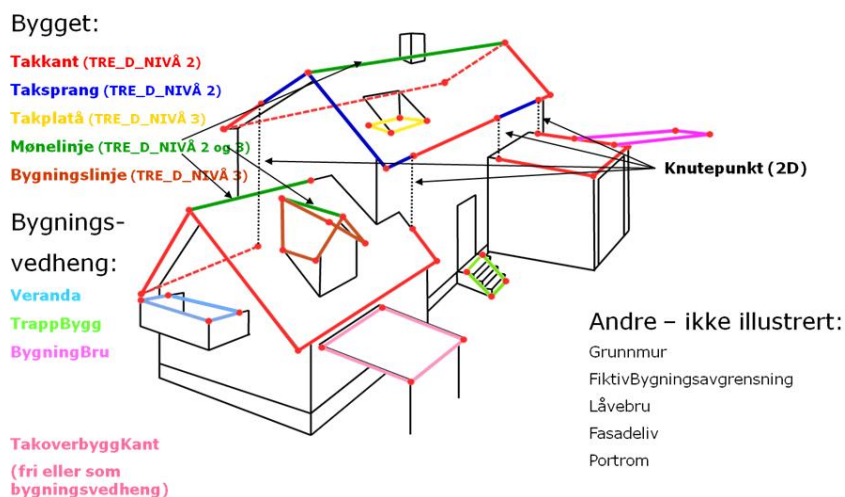 Bygget:
Takkant (TRE_D_NIVÅ 2)
Taksprang (TRE_D_NIVÅ 2)
Takplatå (TRE_D_NIVÅ 3)
Mønelinje (TRE_D_NIVÅ 2 og 3)
Bygningslinje (TRE_D_NIVÅ 3)
Knutepunkt (2D)
Bygnings-
vedheng:
Veranda
TrappBygg
BygningBru
TakoverbyggKant
(fri eller som
bygningsvedheng)
Andre – ikke illustrert:
Grunnmur
FiktivBygningsavgrensning
Låvebru
Fasadeliv
Portrom